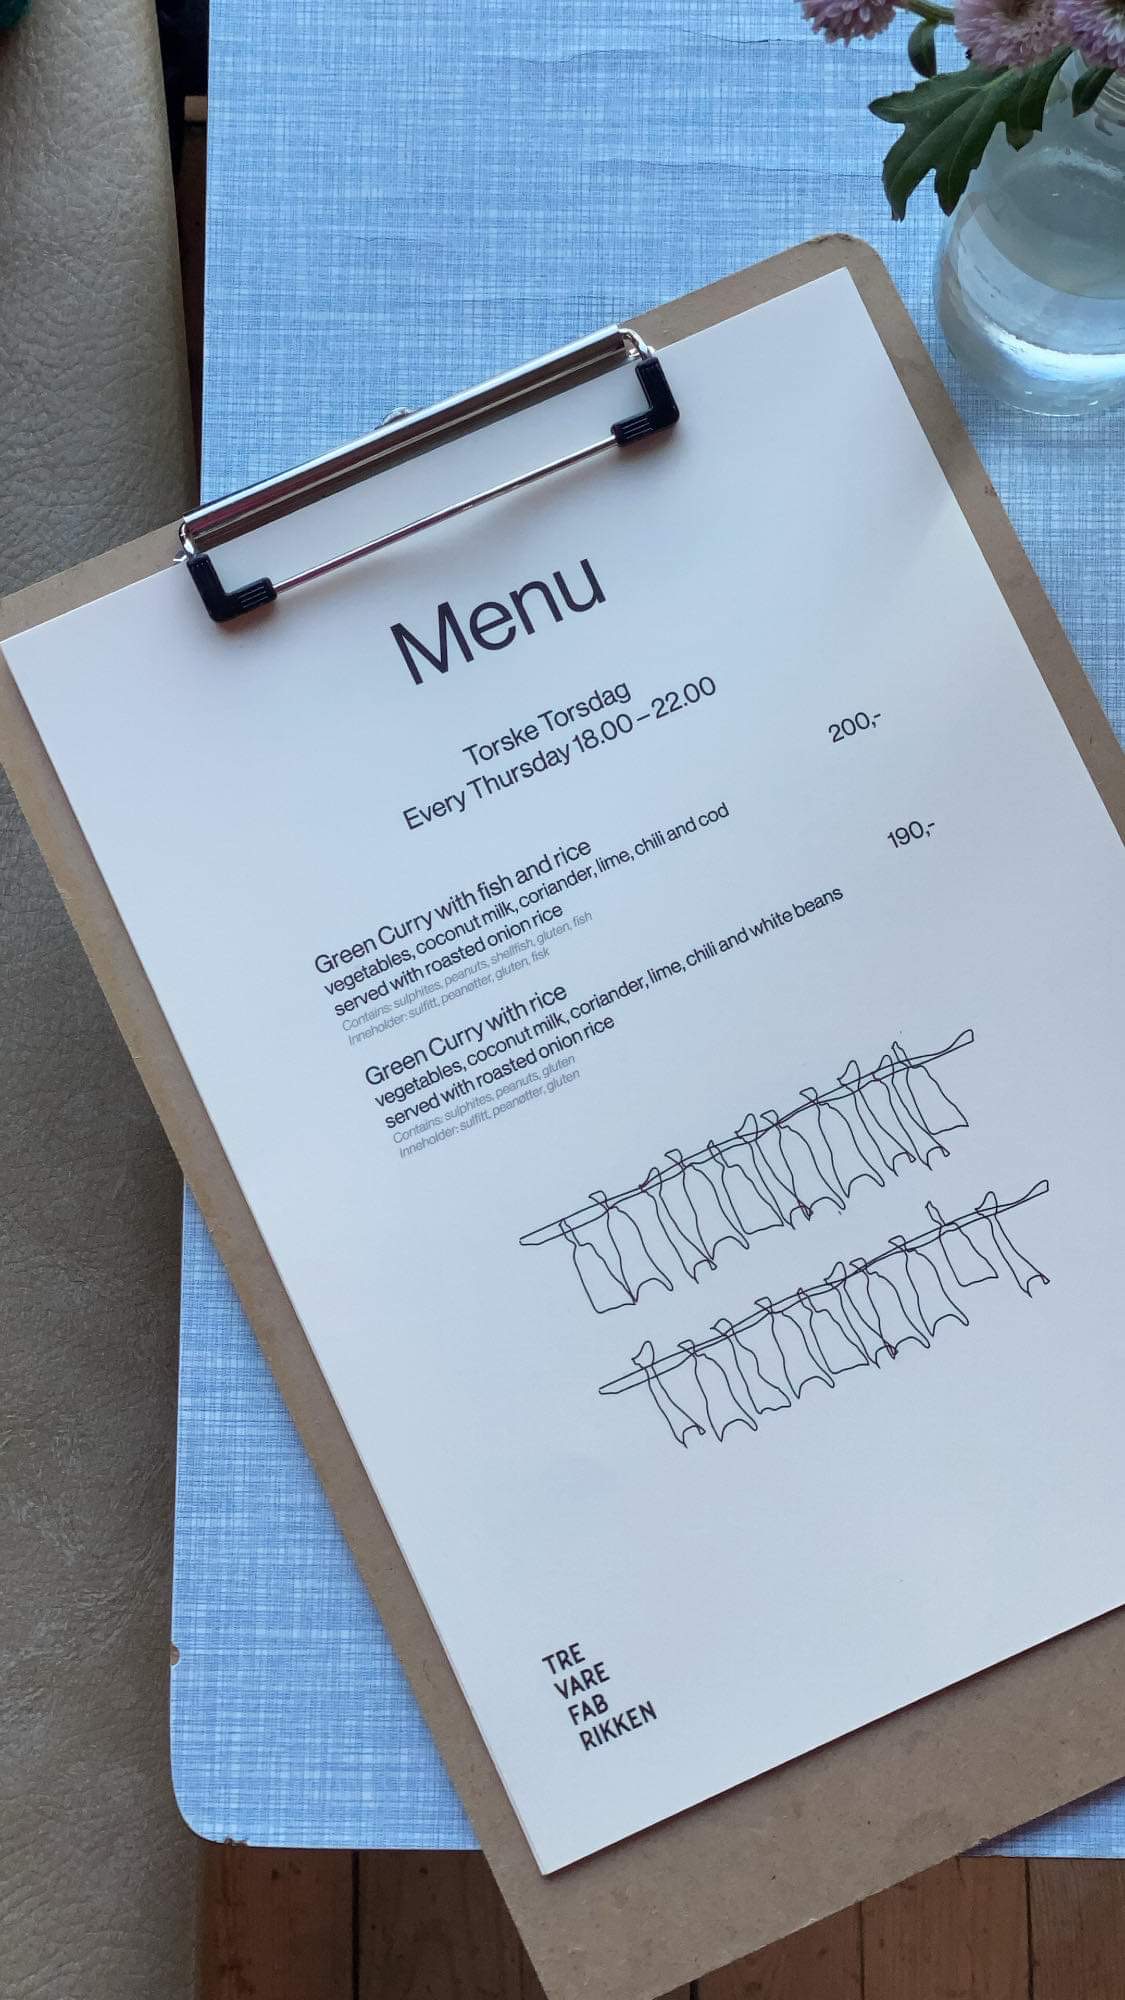 Menu
Torske Torsdag
Every Thursday 18.00 – 22.00
Green Curry with fish and rice 200,-
vegetables, coconut milk, coriander, lime, chili and cod
served with roasted onion rice
Contains: sulphites, peanuts, shellfish, gluten, fish
Inneholder: sulfitt, peanøtter, gluten, fisk
Green Curry with rice 190,-
vegetables, coconut milk, coriander, lime, chili and white beans
served with roasted onion rice
Contains: sulphites, peanuts, gluten
Inneholder: sulfitt, peanøtter, gluten
TRE
VARE
FAB
RIKKEN